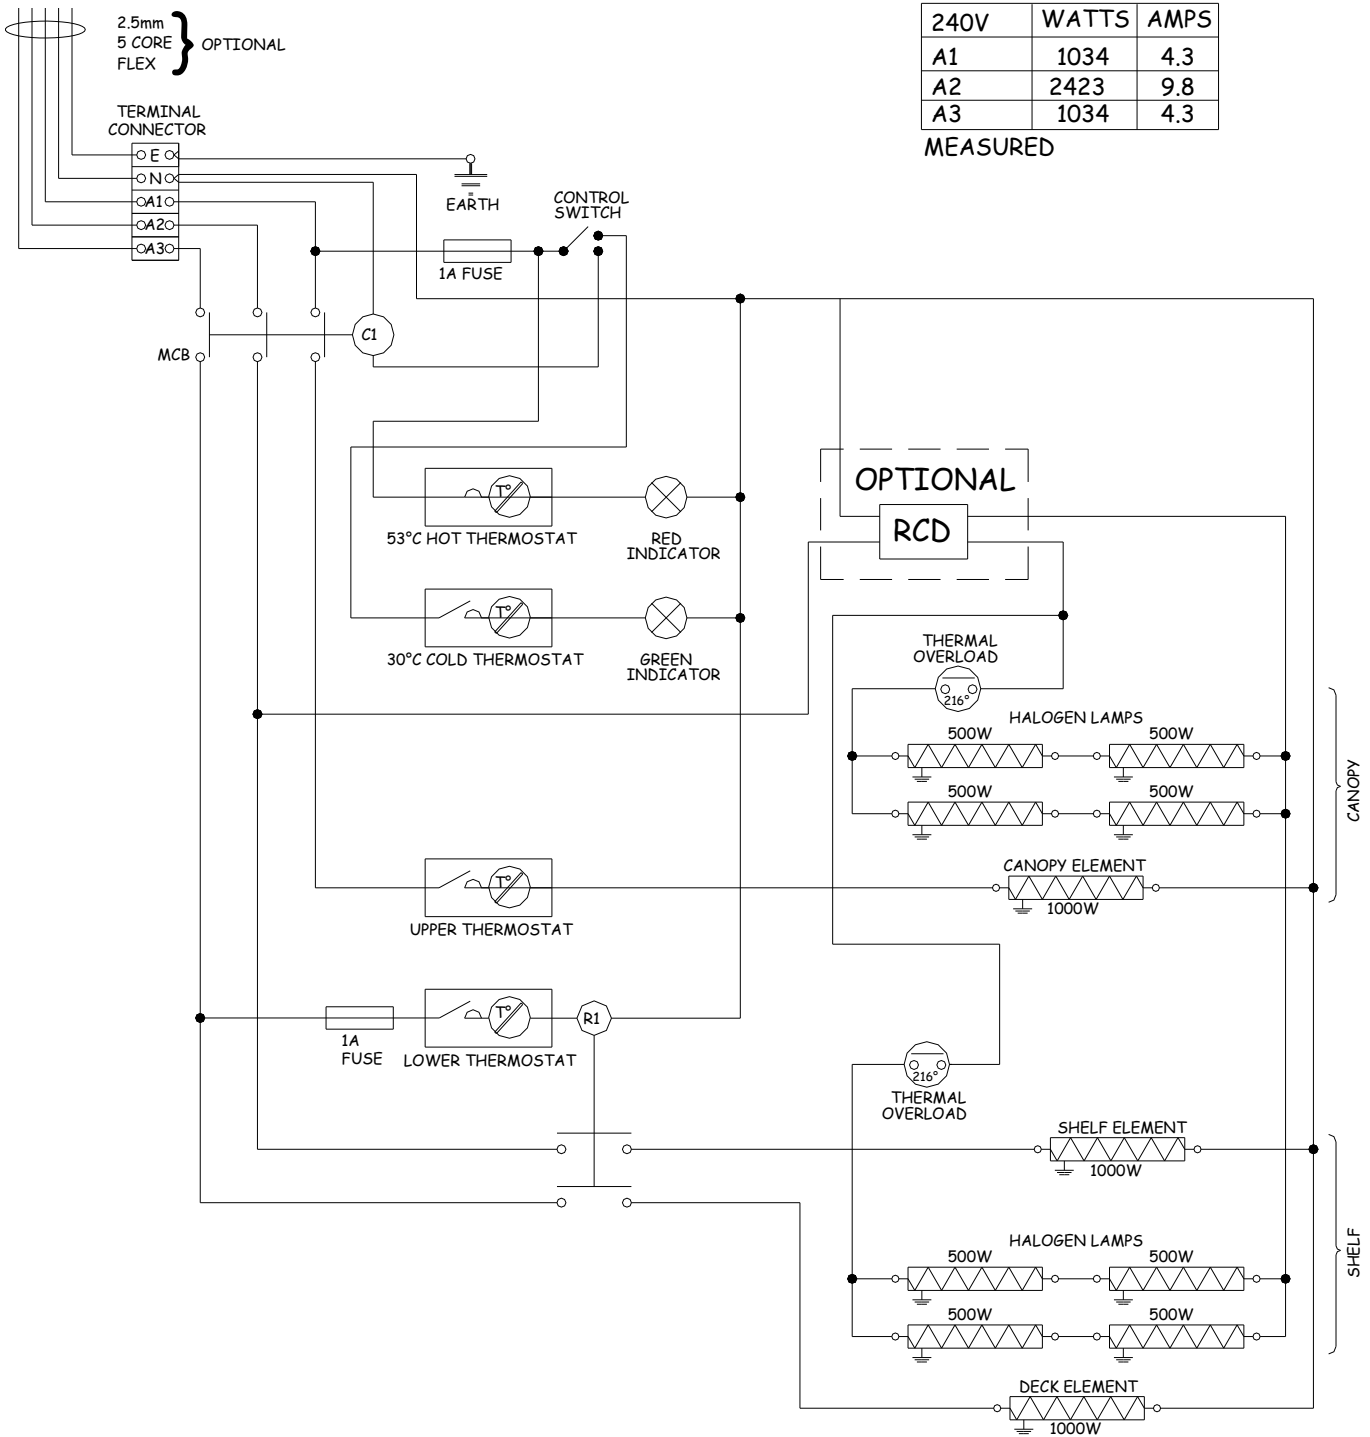 2.5mm
5 CORE
FLEX
OPTIONAL
240V WATTS AMPS
A1 1034 4.3
A2 2423 9.8
A3 1034 4.3
MEASURED
TERMINAL
CONNECTOR
E
N
A1
A2
A3
EARTH
CONTROL
SWITCH
1A FUSE
C1
MCB
T°
53°C HOT THERMOSTAT
RED
INDICATOR
OPTIONAL
RCD
T°
30°C COLD THERMOSTAT
GREEN
INDICATOR
THERMAL
OVERLOAD
216°
HALOGEN LAMPS
500W 500W
500W 500W
CANOPY
CANOPY ELEMENT
1000W
T°
UPPER THERMOSTAT
T°
R1
1A
FUSE
LOWER THERMOSTAT
216°
THERMAL
OVERLOAD
SHELF ELEMENT
1000W
HALOGEN LAMPS
500W 500W
500W 500W
SHELF
DECK ELEMENT
1000W